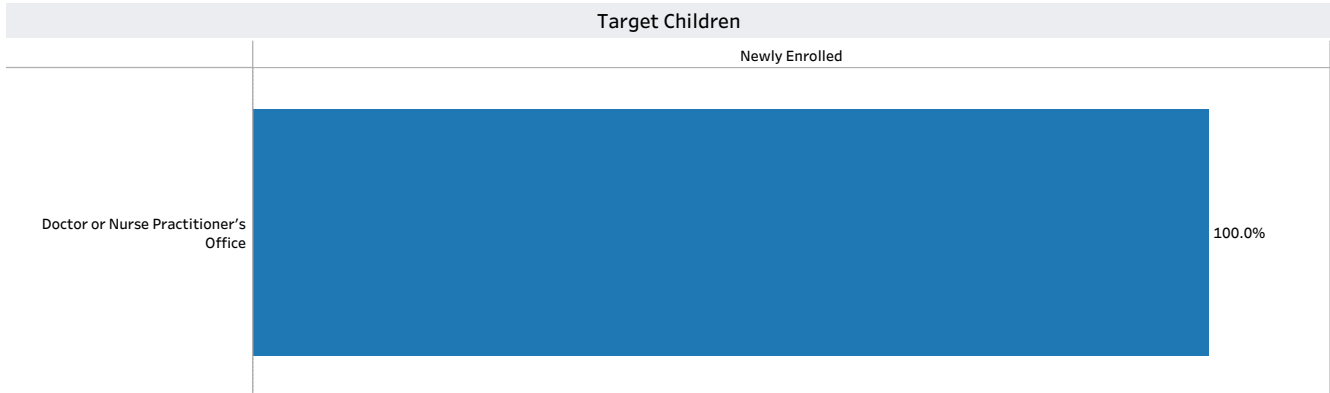 Target Children
Newly Enrolled
Doctor or Nurse Practitioner’s
Office
100.0%